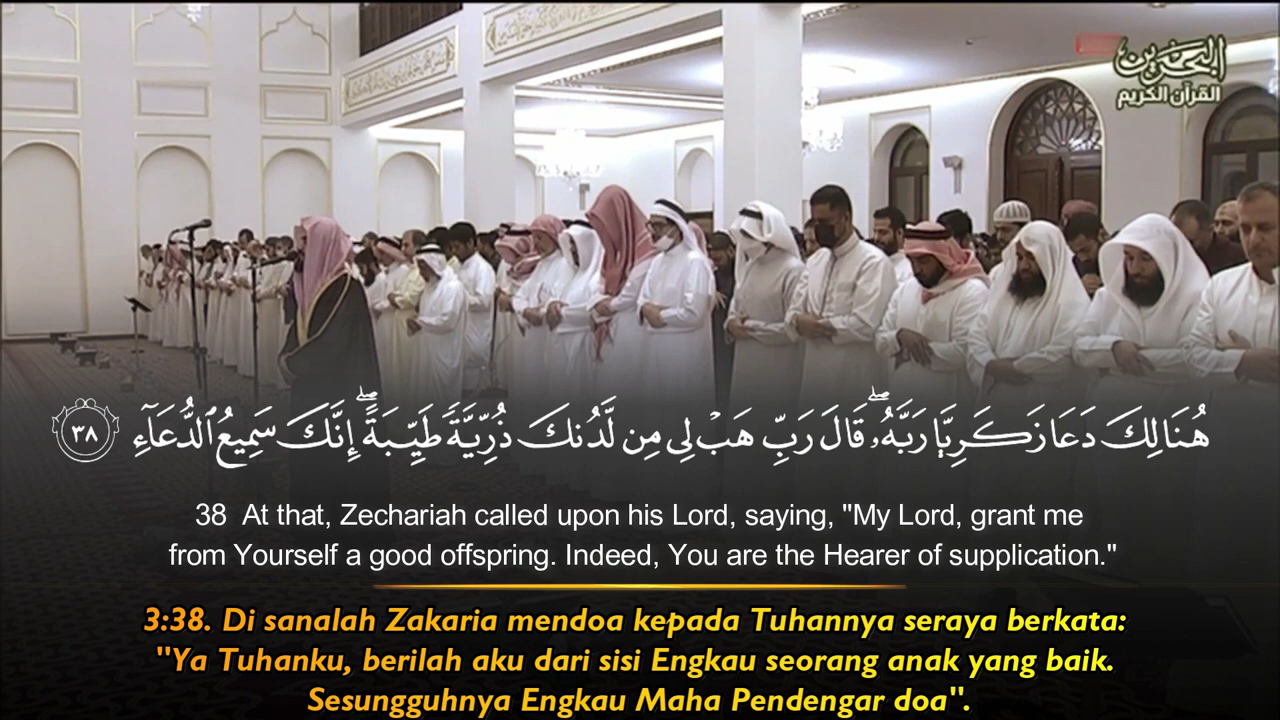 البحرين
القرآن الكريم
هُنَالِكَ دَعَا زَكَرِيَّا رَبَّهُۥ ۖ قَالَ رَبِّ هَبْ لِى مِن لَّدُنكَ ذُرِّيَّةً طَيِّبَةً ۖ إِنَّكَ سَمِيعُ ٱلدُّعَآءِ ٣٨
38 At that, Zechariah called upon his Lord, saying, "My Lord, grant me
from Yourself a good offspring. Indeed, You are the Hearer of supplication."
3:38. Di sanalah Zakaria mendoa kepada Tuhannya seraya berkata:
"Ya Tuhanku, berilah aku dari sisi Engkau seorang anak yang baik.
Sesungguhnya Engkau Maha Pendengar doa".